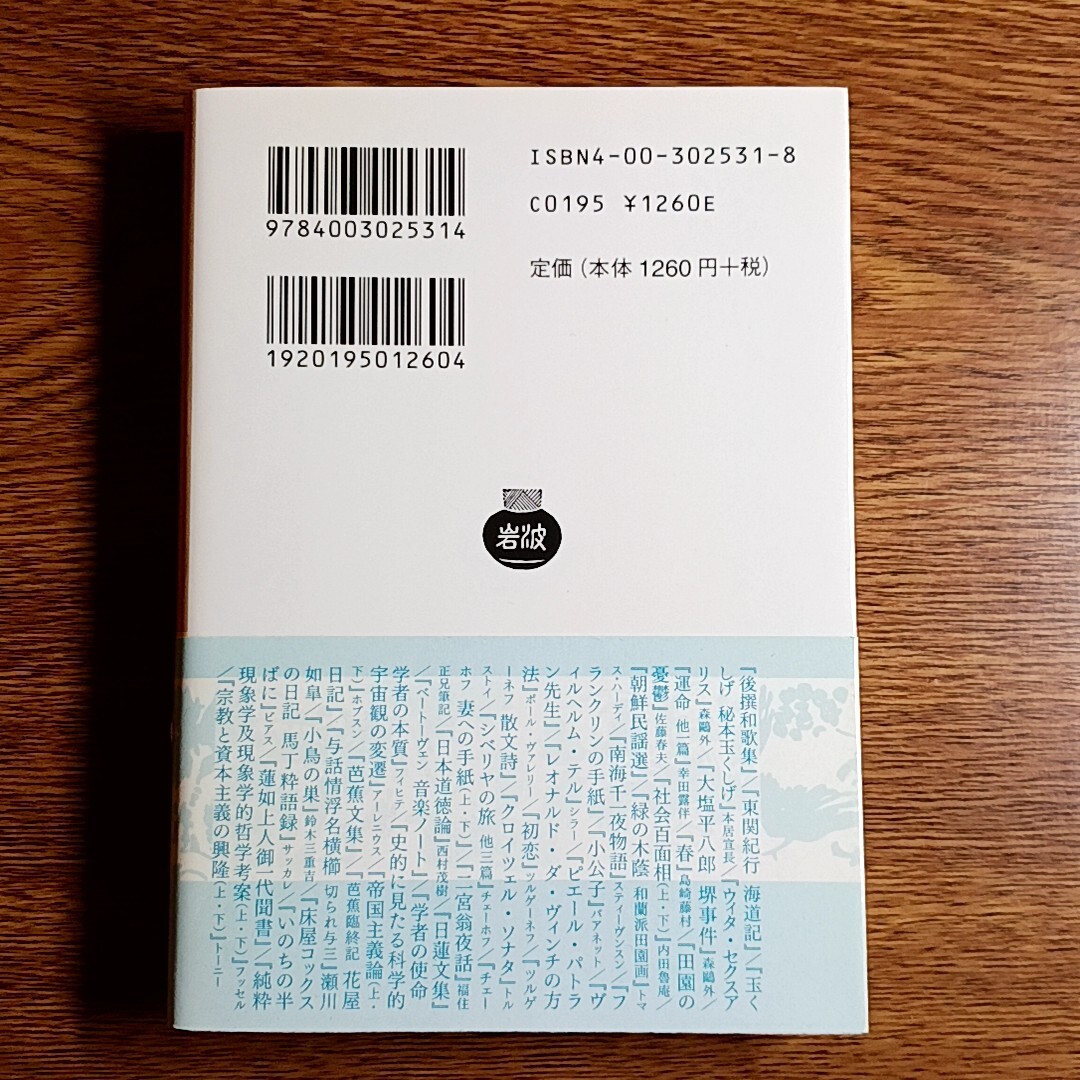 ISBN4-00-302531-8
C0195 ¥1260E
定価(本体1260円+税)
9784003025314
1920195012604
岩波
『後撰和歌集』/『東関紀行 海道記』/『玉く
しげ 秘本玉くしげ』本居宣長/『ウイタ・セクスア
リス』森鷗外/『大塩平八郎 堺事件』森鷗外/
『運命 他一篇』幸田露伴/『春』島崎藤村/『田園の
憂鬱』佐藤春夫/『社会百面相(上・下)』内田魯庵/
『朝鮮民謡選』/『緑の木陰 和蘭派田園画』トマ
ス・ハーディ/『南海千一夜物語』スティーヴンスン/『フ
ランクリンの手紙』/『小公子』バアネット/『ヴ
ィルヘルム・テル』シラー/『ピエール・パトラ
ン先生』/『レオナルド・ダ・ヴィンチの方
法』ポール・ヴァレリー/『初恋』ツルゲーネフ/『ツルゲ
ーネフ 散文詩』/『クロイツェル・ソナタ』トル
ストイ/『シベリヤの旅 他三篇』チェーホフ/『チェー
ホフ 妻への手紙(上・下)』/『二宮翁夜話』福住
正兄筆記/『日本道徳論』西村茂樹/『日蓮文集』
/『ベートーヴェン 音楽ノート』/『学者の使命
学者の本質』フィヒテ/『史的に見たる科学的
宇宙観の変遷』アーレニウス/『帝国主義論(上・
下)』ホブスン/『芭蕉文集』/『芭蕉臨終記 花屋
日記』/『与話情浮名横櫛 切られ与三』瀬川
如皐/『小鳥の巣』鈴木三重吉/『床屋コックス
の日記 馬丁粋語録』サッカレ/『いのちの半
ばに』ビアス/『蓮如上人御一代聞書』/『純粋
現象学及現象学的哲学考案(上・下)』フッセル
/『宗教と資本主義の興隆(上・下)』トーニー